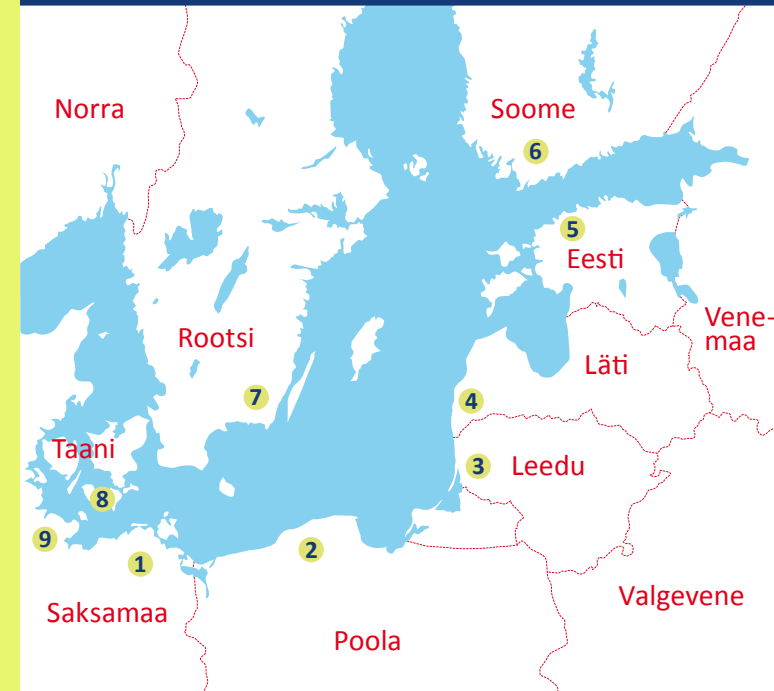 Norra
Soome
6
5
Eesti
Vene-
maa
Rootsi
Läti
7
4
Taani
3
Leedu
8
9
2
1
Valgevene
Saksamaa
Poola